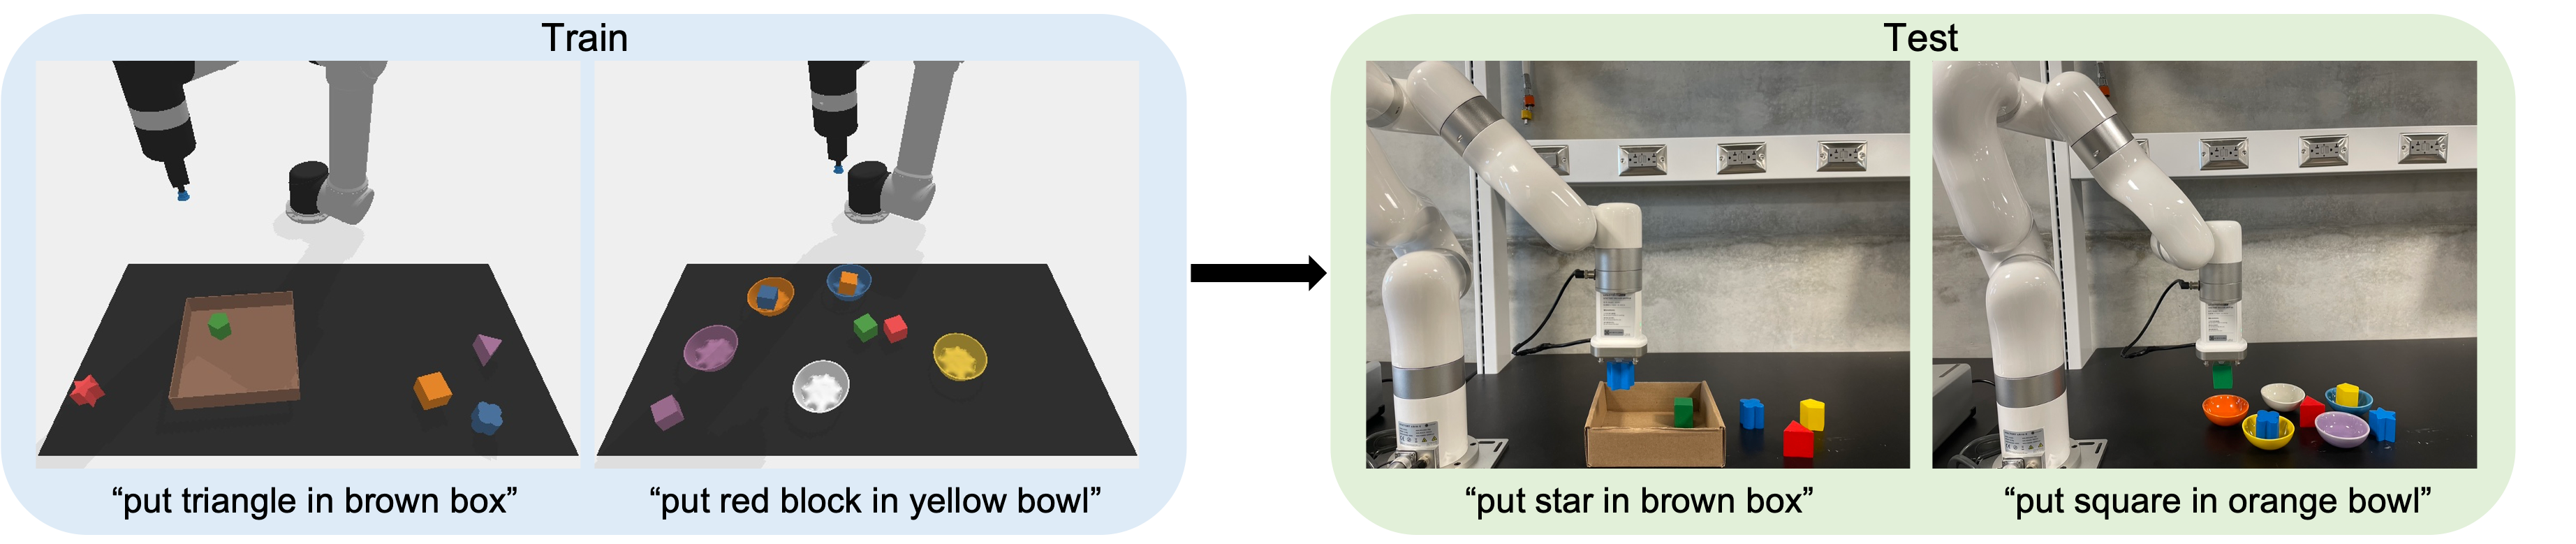 Train
Test
“put triangle in brown box”
“put red block in yellow bowl”
“put star in brown box”
“put square in orange bowl”